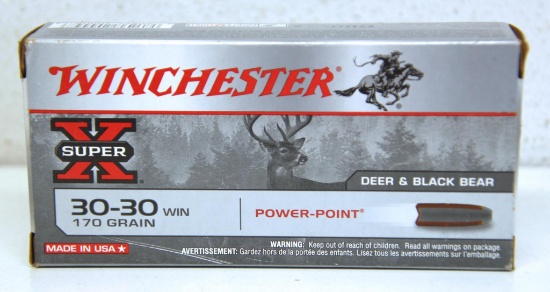 WINCHESTER
SUPER X
DEER & BLACK BEAR
30-30 WIN
170 GRAIN
POWER-POINT®
MADE IN USA★
WARNING: Keep out of reach of children. Read all warnings on package.
AVERTISSEMENT: Gardez hors de la portée des enfants. Lisez tous les avertissements sur l'emballage.